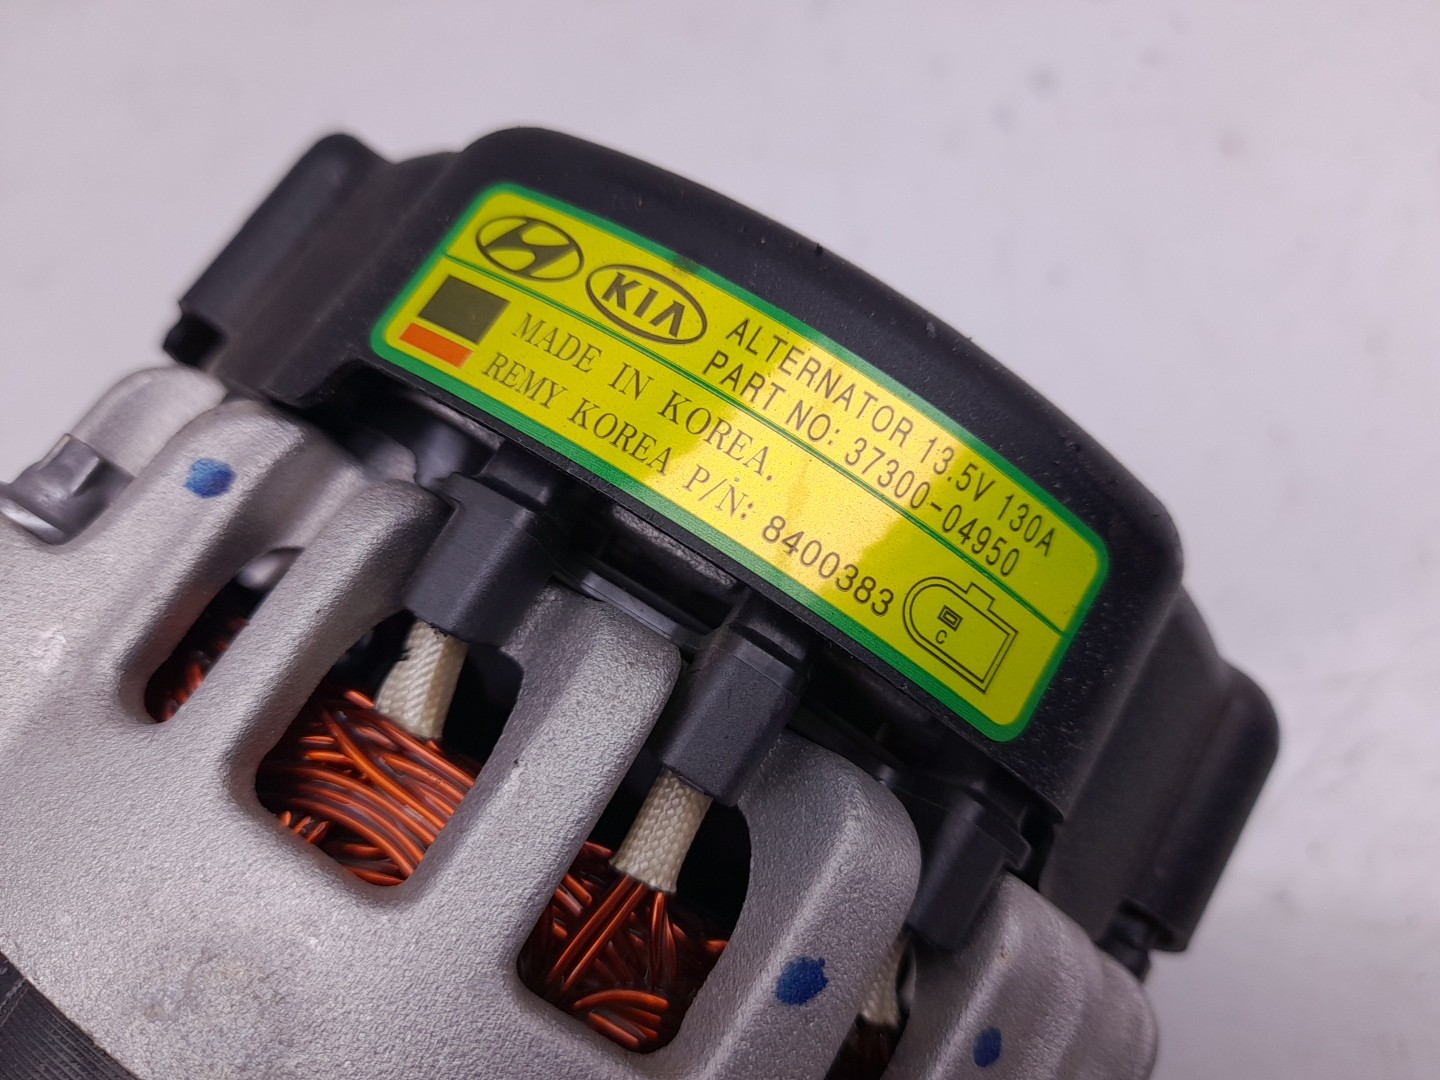 KIA
ALTERNATOR 13.5V 130A
PART NO: 37300-04950
MADE IN KOREA.
REMY KOREA P/N: 8400383
C